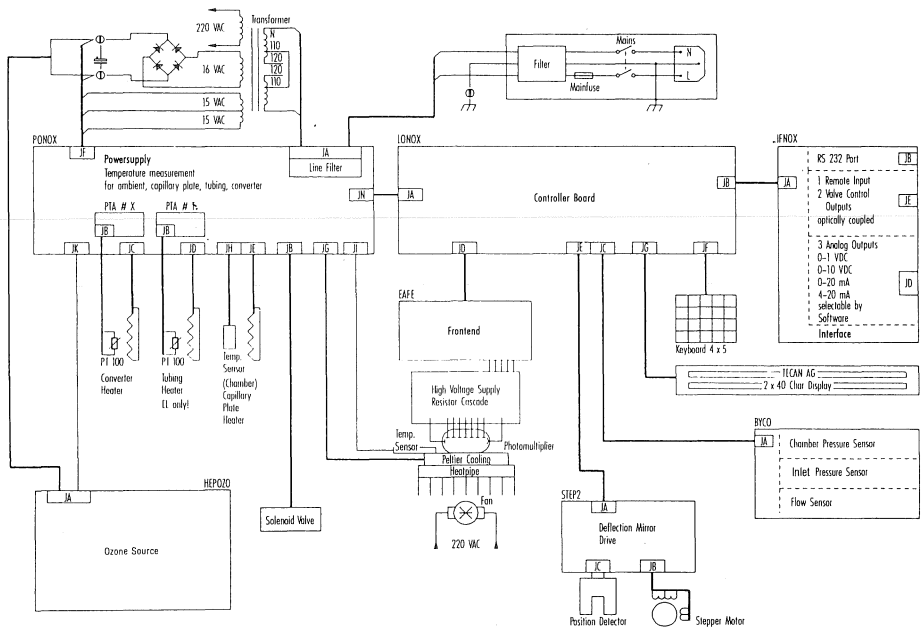 220 VAC
Transformer
N
110
120
120
110
16 VAC
15 VAC
15 VAC
Mains
Filter
N
L
Mainfuse
PONOX
JF
Powersupply
Temperature measurement
for ambient, capillary plate, tubing, converter
JA
Line Filter
JN
PTA # X
JB
PTA #
JB
JK
JC
JD
JH
JE
JB
JG
JI
LONOX
JA
Controller Board
JB
JD
JE
JC
JG
JF
IFNOX
JA
RS 232 Port
JB
1 Remote Input
2 Valve Control
Outputs
optically coupled
JE
3 Analog Outputs
0-1 VDC
0-10 VDC
0-20 mA
4-20 mA
selectable by
Software
JD
Interface
PT 100
Converter
Heater
PT 100
Tubing
Heater
EL only!
Temp.
Sensor
(Chamber)
Capillary
Plate
Heater
EAFE
Frontend
High Voltage Supply
Resistor Cascade
Temp.
Sensor
Photomultiplier
Peltier Cooling
Heatpipe
Fan
220 VAC
Keyboard 4 x 5
TECAN AG
2 x 40 Char Display
BYCO
JA
Chamber Pressure Sensor
Inlet Pressure Sensor
Flow Sensor
HEPOZO
JA
Ozone Source
Solenoid Valve
STEP2
JA
Deflection Mirror
Drive
JC
JB
Position Detector
Stepper Motor